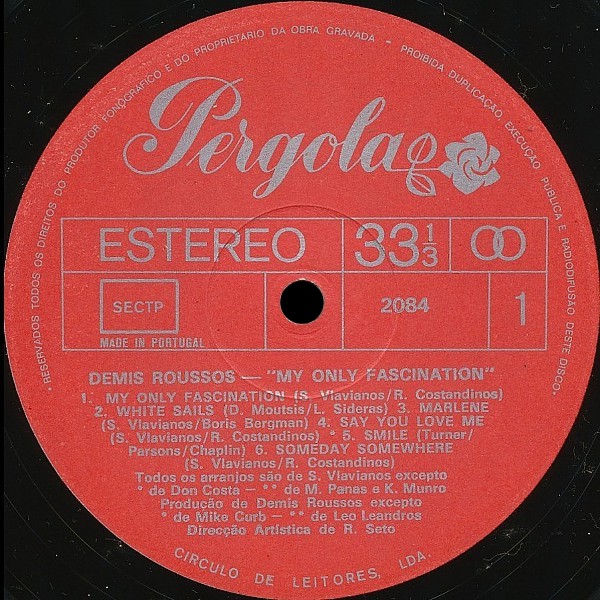 RESERVADOS TODOS OS DIREITOS DO PRODUTOR FONOGRÁFICO E DO PROPRIETÁRIO DA OBRA GRAVADA - PROIBIDA DUPLICAÇÃO, EXECUÇÃO PÚBLICA E RADIODIFUSÃO DESTE DISCO
Pergola
ESTEREO 33 1/3
SECTP 2084 1
MADE IN PORTUGAL
DEMIS ROUSSOS — "MY ONLY FASCINATION"
1. MY ONLY FASCINATION (S. Vlavianos/R. Costandinos)
2. WHITE SAILS (D. Moutsis/L. Sideras) 3. MARLENE
(S. Vlavianos/Boris Bergman) 4. SAY YOU LOVE ME
(S. Vlavianos/R. Costandinos) * 5. SMILE (Turner/
Parsons/Chaplin) 6. SOMEDAY SOMEWHERE
(S. Vlavianos/R. Costandinos)
Todos os arranjos são de S. Vlavianos excepto
* de Don Costa — ** de M. Panas e K. Munro
Produção de Demis Roussos excepto
* de Mike Curb — ** de Leo Leandros
Direcção Artística de R. Seto
CIRCULO DE LEITORES, LDA.